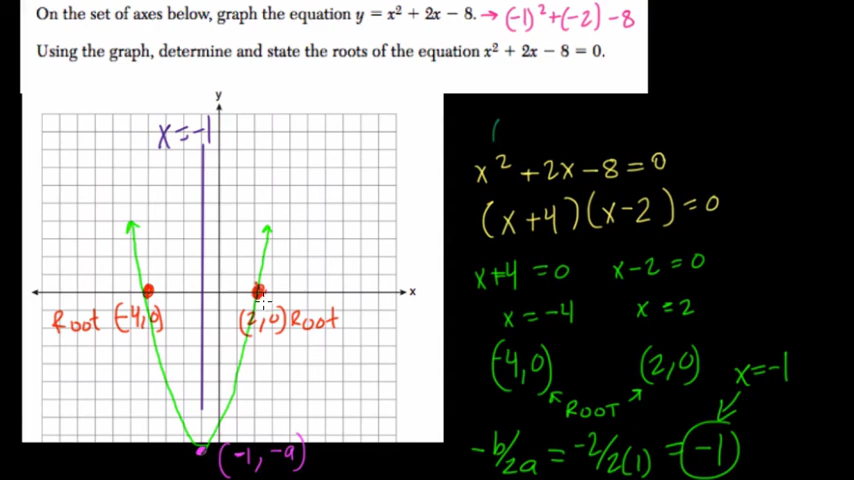 On the set of axes below, graph the equation y = x² + 2x − 8. → (-1)² + (-2) - 8
Using the graph, determine and state the roots of the equation x² + 2x − 8 = 0.
y
x = -1
x
Root (-4,0)
(2,0) Root
(-1, -9)
(
x² + 2x - 8 = 0
(x+4)(x-2) = 0
x+4 = 0 x-2 = 0
x = -4 x = 2
(-4,0) (2,0) x = -1
ROOT
-b/2a = -2/2(1) = -1